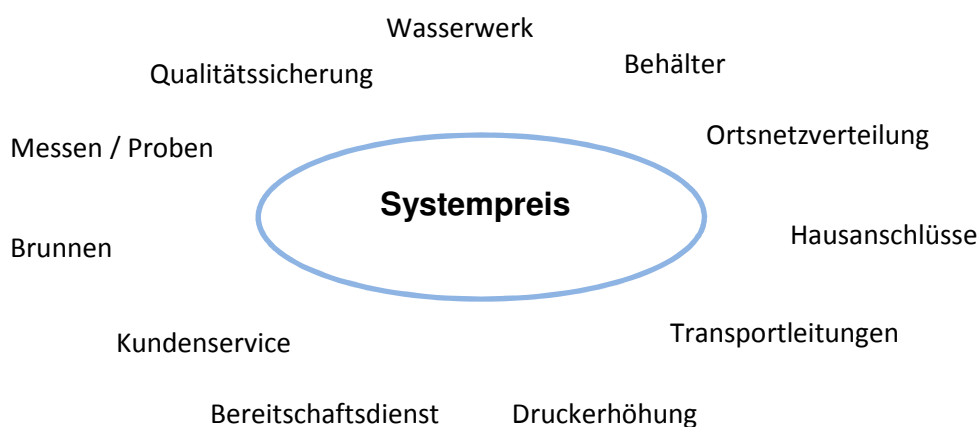 Wasserwerk
Behälter
Qualitätssicherung
Ortsnetzverteilung
Messen / Proben
Systempreis
Hausanschlüsse
Brunnen
Transportleitungen
Kundenservice
Bereitschaftsdienst
Druckerhöhung